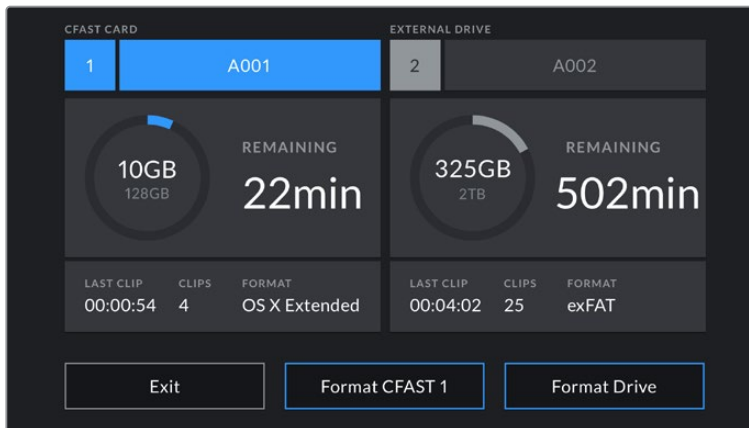 CFAST CARD
1 A001
10GB
128GB
REMAINING
22min
LAST CLIP CLIPS FORMAT
00:00:54 4 OS X Extended
EXTERNAL DRIVE
2 A002
325GB
2TB
REMAINING
502min
LAST CLIP CLIPS FORMAT
00:04:02 25 exFAT
Exit Format CFAST 1 Format Drive